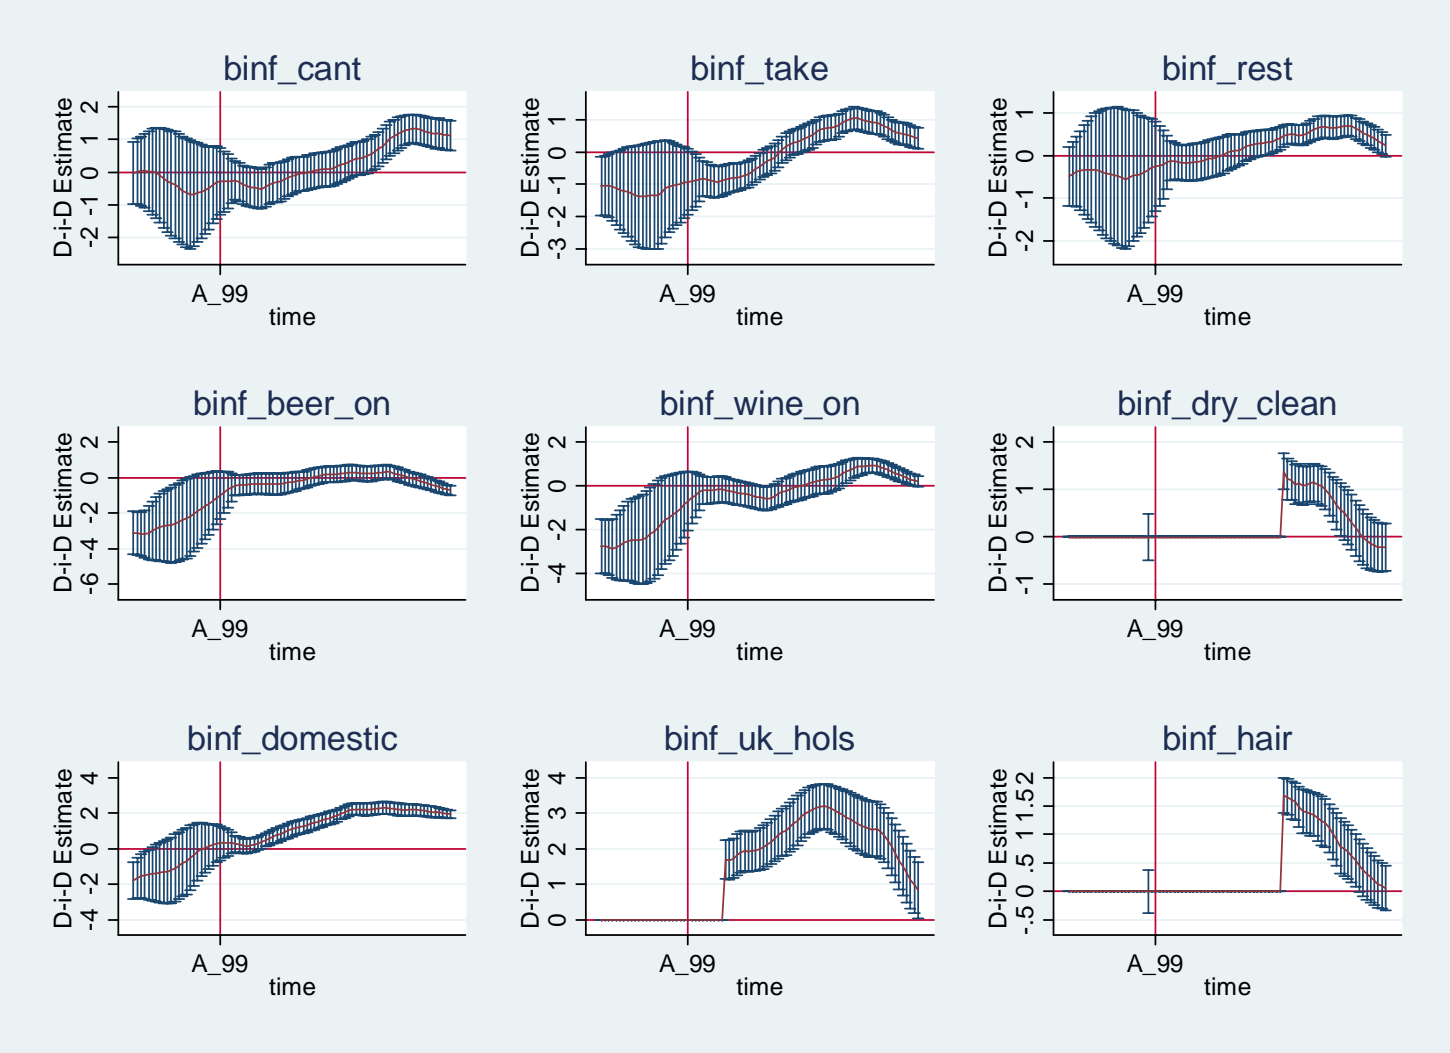 binf_cant
D-i-D Estimate
2
1
0
-1
-2
A_99
time
binf_take
D-i-D Estimate
1
0
-1
-2
-3
A_99
time
binf_rest
D-i-D Estimate
1
0
-1
-2
A_99
time
binf_beer_on
D-i-D Estimate
2
0
-2
-4
-6
A_99
time
binf_wine_on
D-i-D Estimate
2
0
-2
-4
A_99
time
binf_dry_clean
D-i-D Estimate
2
1
0
-1
A_99
time
binf_domestic
D-i-D Estimate
4
2
0
-2
-4
A_99
time
binf_uk_hols
D-i-D Estimate
4
3
2
1
0
A_99
time
binf_hair
D-i-D Estimate
2
1.5
1
.5
0
-.5
A_99
time